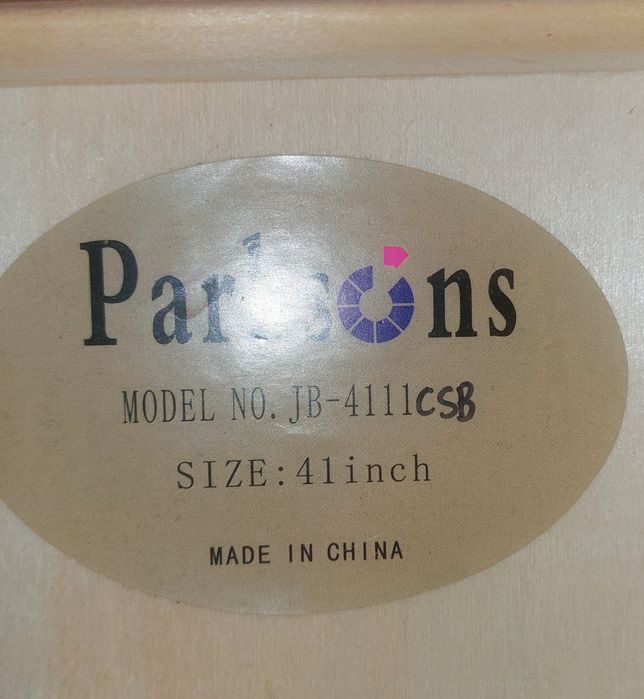 Parksons
MODEL NO. JB-4111CSB
SIZE:41inch
MADE IN CHINA